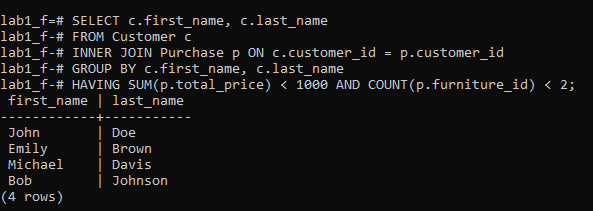 lab1_f=# SELECT c.first_name, c.last_name
lab1_f-# FROM Customer c
lab1_f-# INNER JOIN Purchase p ON c.customer_id = p.customer_id
lab1_f-# GROUP BY c.first_name, c.last_name
lab1_f-# HAVING SUM(p.total_price) < 1000 AND COUNT(p.furniture_id) < 2;
 first_name | last_name
------------+-----------
 John       | Doe
 Emily      | Brown
 Michael    | Davis
 Bob        | Johnson
(4 rows)